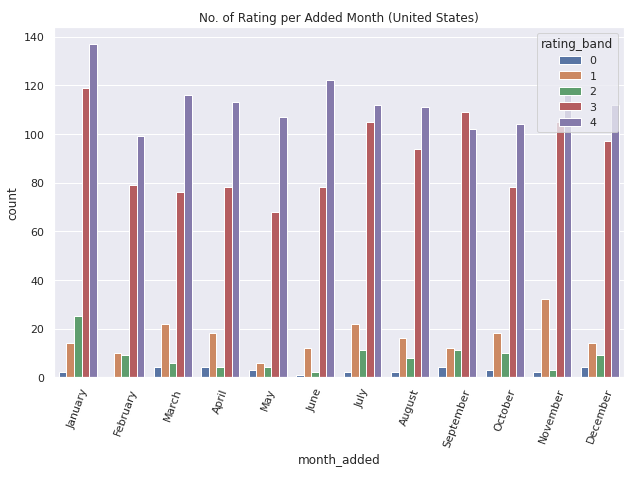 No. of Rating per Added Month (United States)
rating_band
0
1
2
3
4
140
120
100
80
60
40
20
0
count
January
February
March
April
May
June
July
August
September
October
November
December
month_added